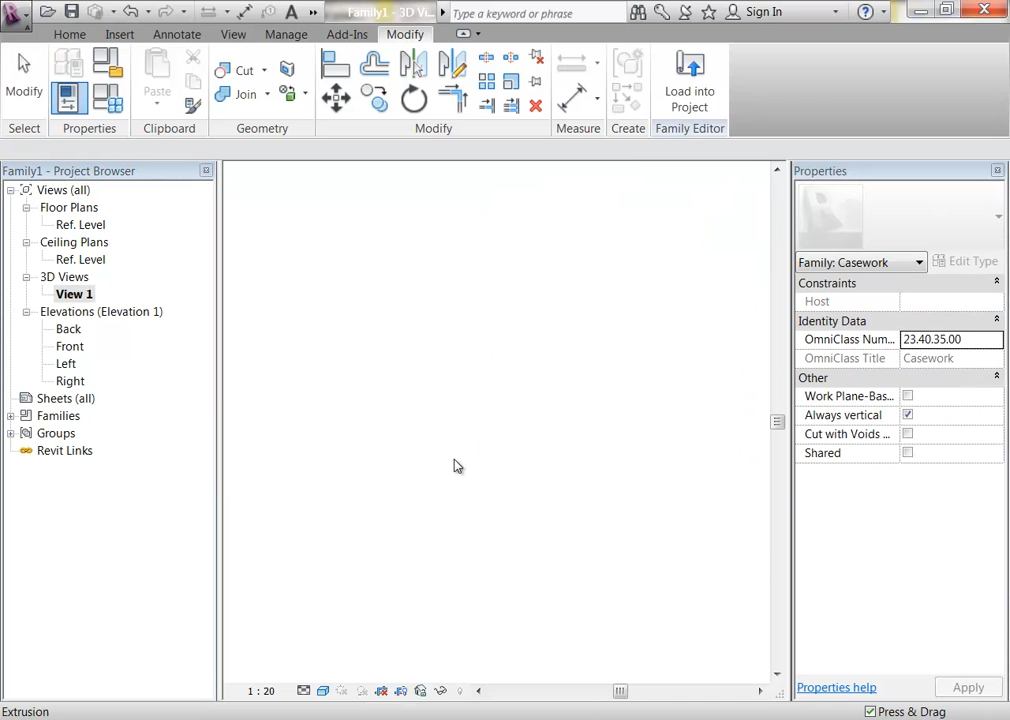 Family1 - 3D Vi...
Type a keyword or phrase
Sign In
Home Insert Annotate View Manage Add-Ins Modify
Modify
Paste
Cut
Join
Load into
Project
Select Properties Clipboard Geometry Modify Measure Create Family Editor
Family1 - Project Browser
Views (all)
Floor Plans
Ref. Level
Ceiling Plans
Ref. Level
3D Views
View 1
Elevations (Elevation 1)
Back
Front
Left
Right
Sheets (all)
Families
Groups
Revit Links
Properties
Family: Casework
Edit Type
Constraints
Host
Identity Data
OmniClass Num... 23.40.35.00
OmniClass Title Casework
Other
Work Plane-Bas...
Always vertical
Cut with Voids ...
Shared
Properties help
Apply
1 : 20
Extrusion
Press & Drag